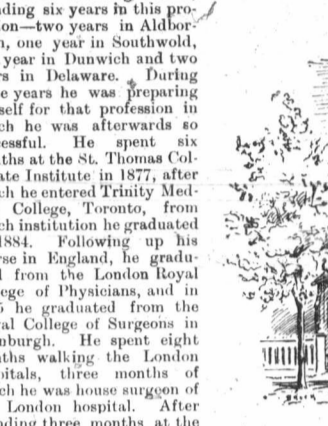 ding six years in this pro-
on—two years in Aldbor-
n, one year in Southwold,
year in Dunwich and two
rs in Delaware. During
e years he was preparing
self for that profession in
ch he was afterwards so
essful. He spent six
ths at the St. Thomas Col-
ate Institute in 1877, after
ch he entered Trinity Med-
College, Toronto, from
ch institution he graduated
1884. Following up his
rse in England, he gradu-
d from the London Royal
ege of Physicians, and in
he graduated from the
al College of Surgeons in
nburgh. He spent eight
ths walking the London
pitals, three months of
ch he was house surgeon of
London hospital. After
nding three months at the